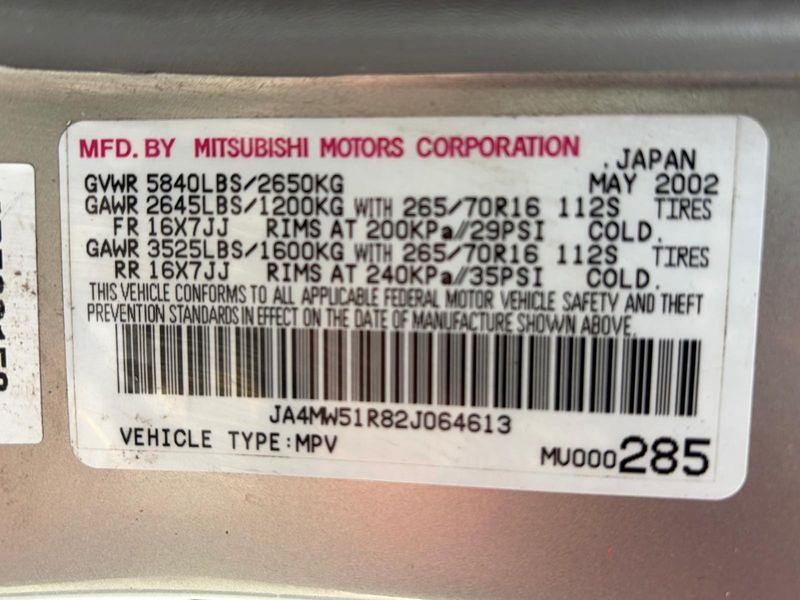 MFD. BY MITSUBISHI MOTORS CORPORATION
. JAPAN
GVWR 5840LBS/2650KG MAY 2002
GAWR 2645LBS/1200KG WITH 265/70R16 112S TIRES
FR 16X7JJ RIMS AT 200KPa//29PSI COLD.
GAWR 3525LBS/1600KG WITH 265/70R16 112S TIRES
RR 16X7JJ RIMS AT 240KPa//35PSI COLD.
THIS VEHICLE CONFORMS TO ALL APPLICABLE FEDERAL MOTOR VEHICLE SAFETY AND THEFT
PREVENTION STANDARDS IN EFFECT ON THE DATE OF MANUFACTURE SHOWN ABOVE.
JA4MW51R82J064613
VEHICLE TYPE:MPV MU000285